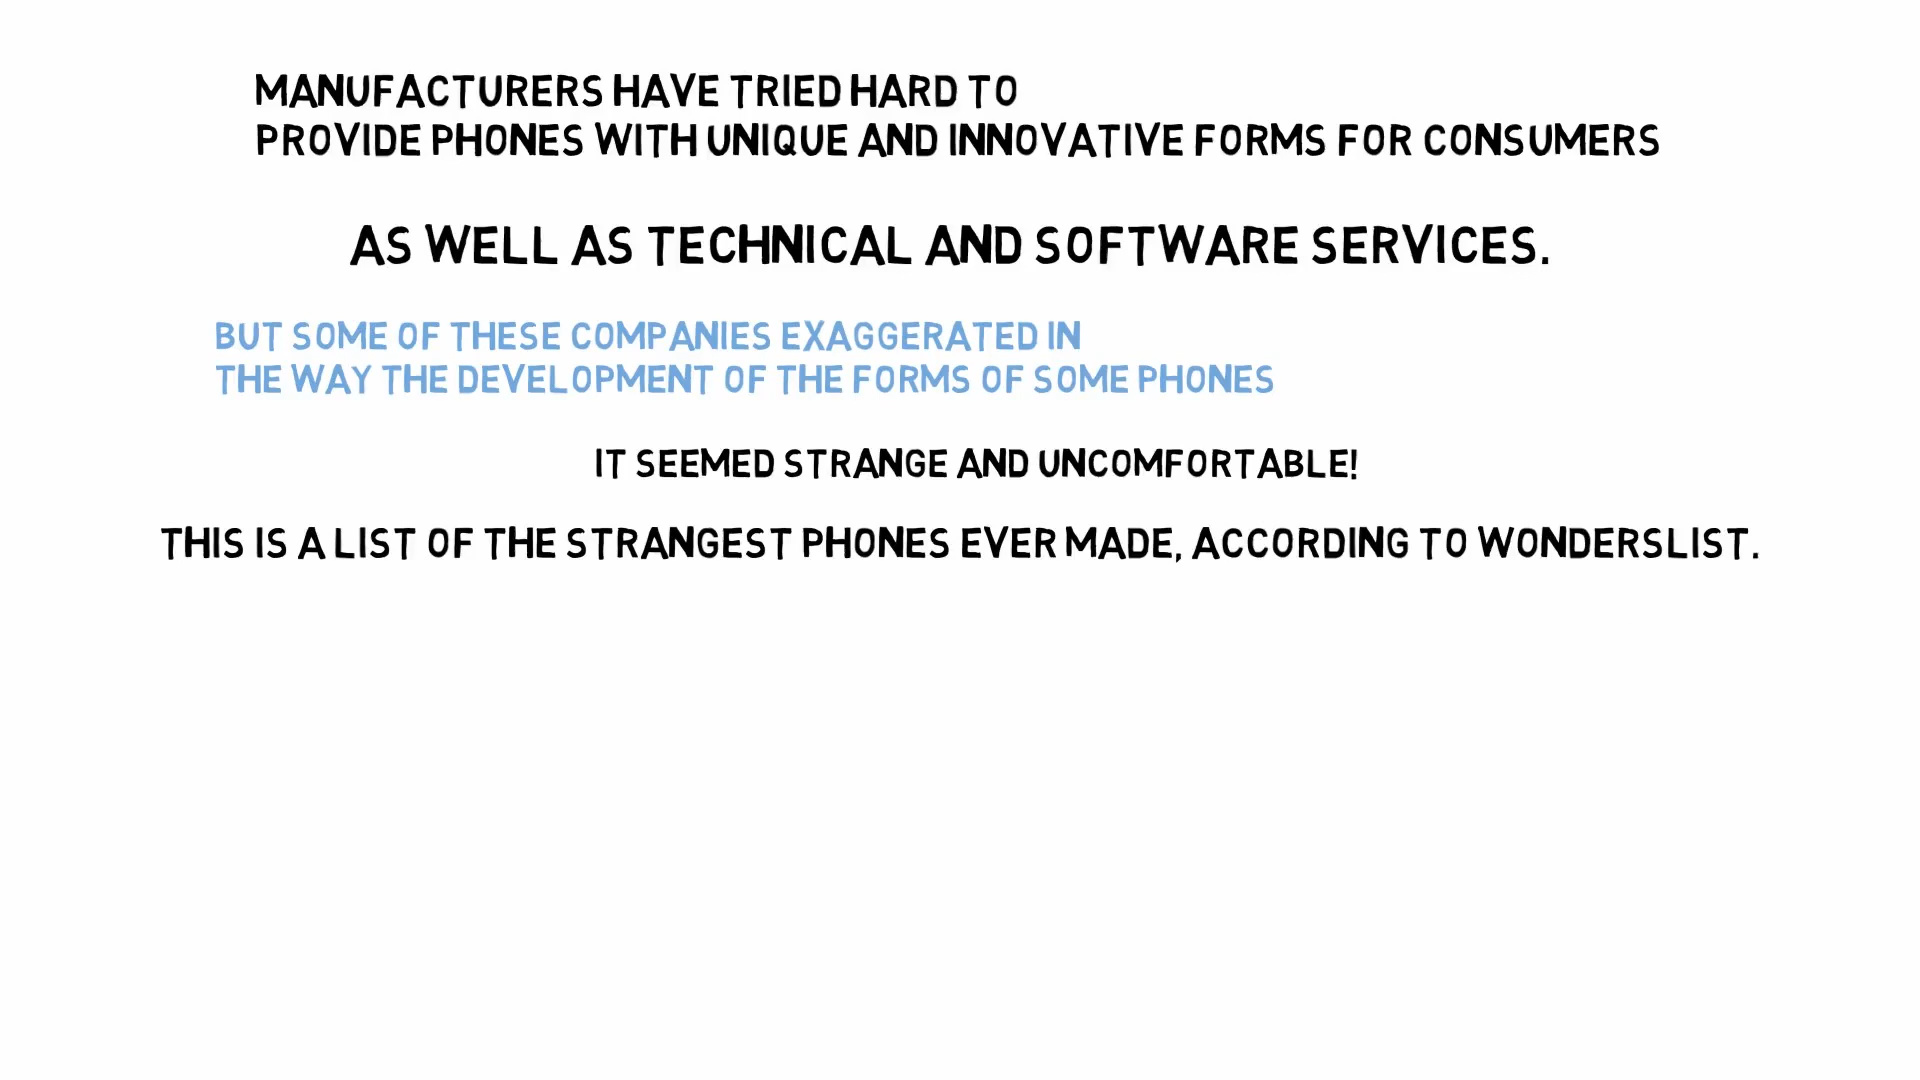 MANUFACTURERS HAVE TRIED HARD TO
PROVIDE PHONES WITH UNIQUE AND INNOVATIVE FORMS FOR CONSUMERS
AS WELL AS TECHNICAL AND SOFTWARE SERVICES.
BUT SOME OF THESE COMPANIES EXAGGERATED IN
THE WAY THE DEVELOPMENT OF THE FORMS OF SOME PHONES
IT SEEMED STRANGE AND UNCOMFORTABLE!
THIS IS A LIST OF THE STRANGEST PHONES EVER MADE, ACCORDING TO WONDERSLIST.